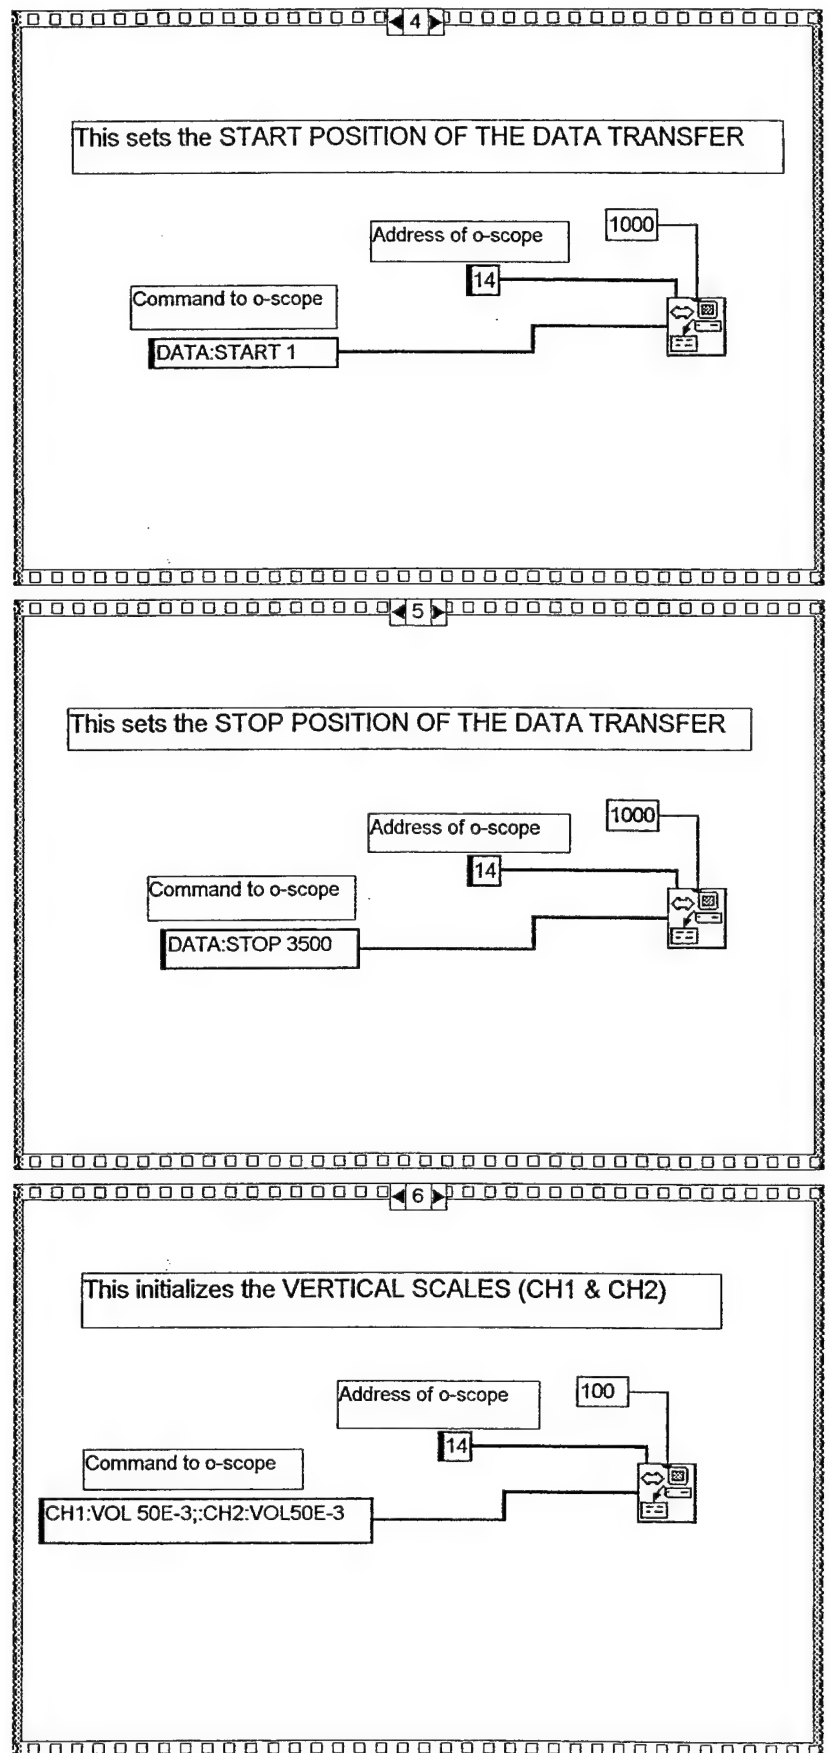 4
This sets the START POSITION OF THE DATA TRANSFER
Address of o-scope
1000
14
Command to o-scope
DATA:START 1
5
This sets the STOP POSITION OF THE DATA TRANSFER
Address of o-scope
1000
14
Command to o-scope
DATA:STOP 3500
6
This initializes the VERTICAL SCALES (CH1 & CH2)
Address of o-scope
100
14
Command to o-scope
CH1:VOL 50E-3;:CH2:VOL50E-3